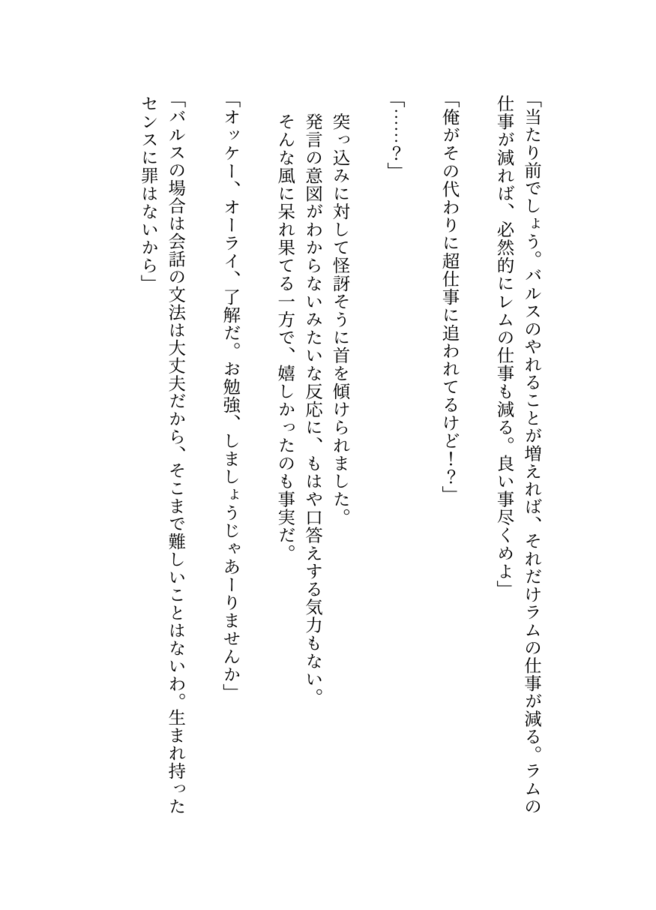 「当たり前でしょう。バルスのやれることが増えれば、それだけラムの仕事が減る。ラムの
仕事が減れば、必然的にレムの仕事も減る。良い事尽くめよ」
「俺がその代わりに超仕事に追われてるけど！？」
「……？」
突っ込みに対して怪訝そうに首を傾けられました。
発言の意図がわからないみたいな反応に、もはや口答えする気力もない。
そんな風に呆れ果てる一方で、嬉しかったのも事実だ。
「オッケー、オーライ、了解だ。お勉強、しましょうじゃあーりませんか」
「バルスの場合は会話の文法は大丈夫だから、そこまで難しいことはないわ。生まれ持った
センスに罪はないから」